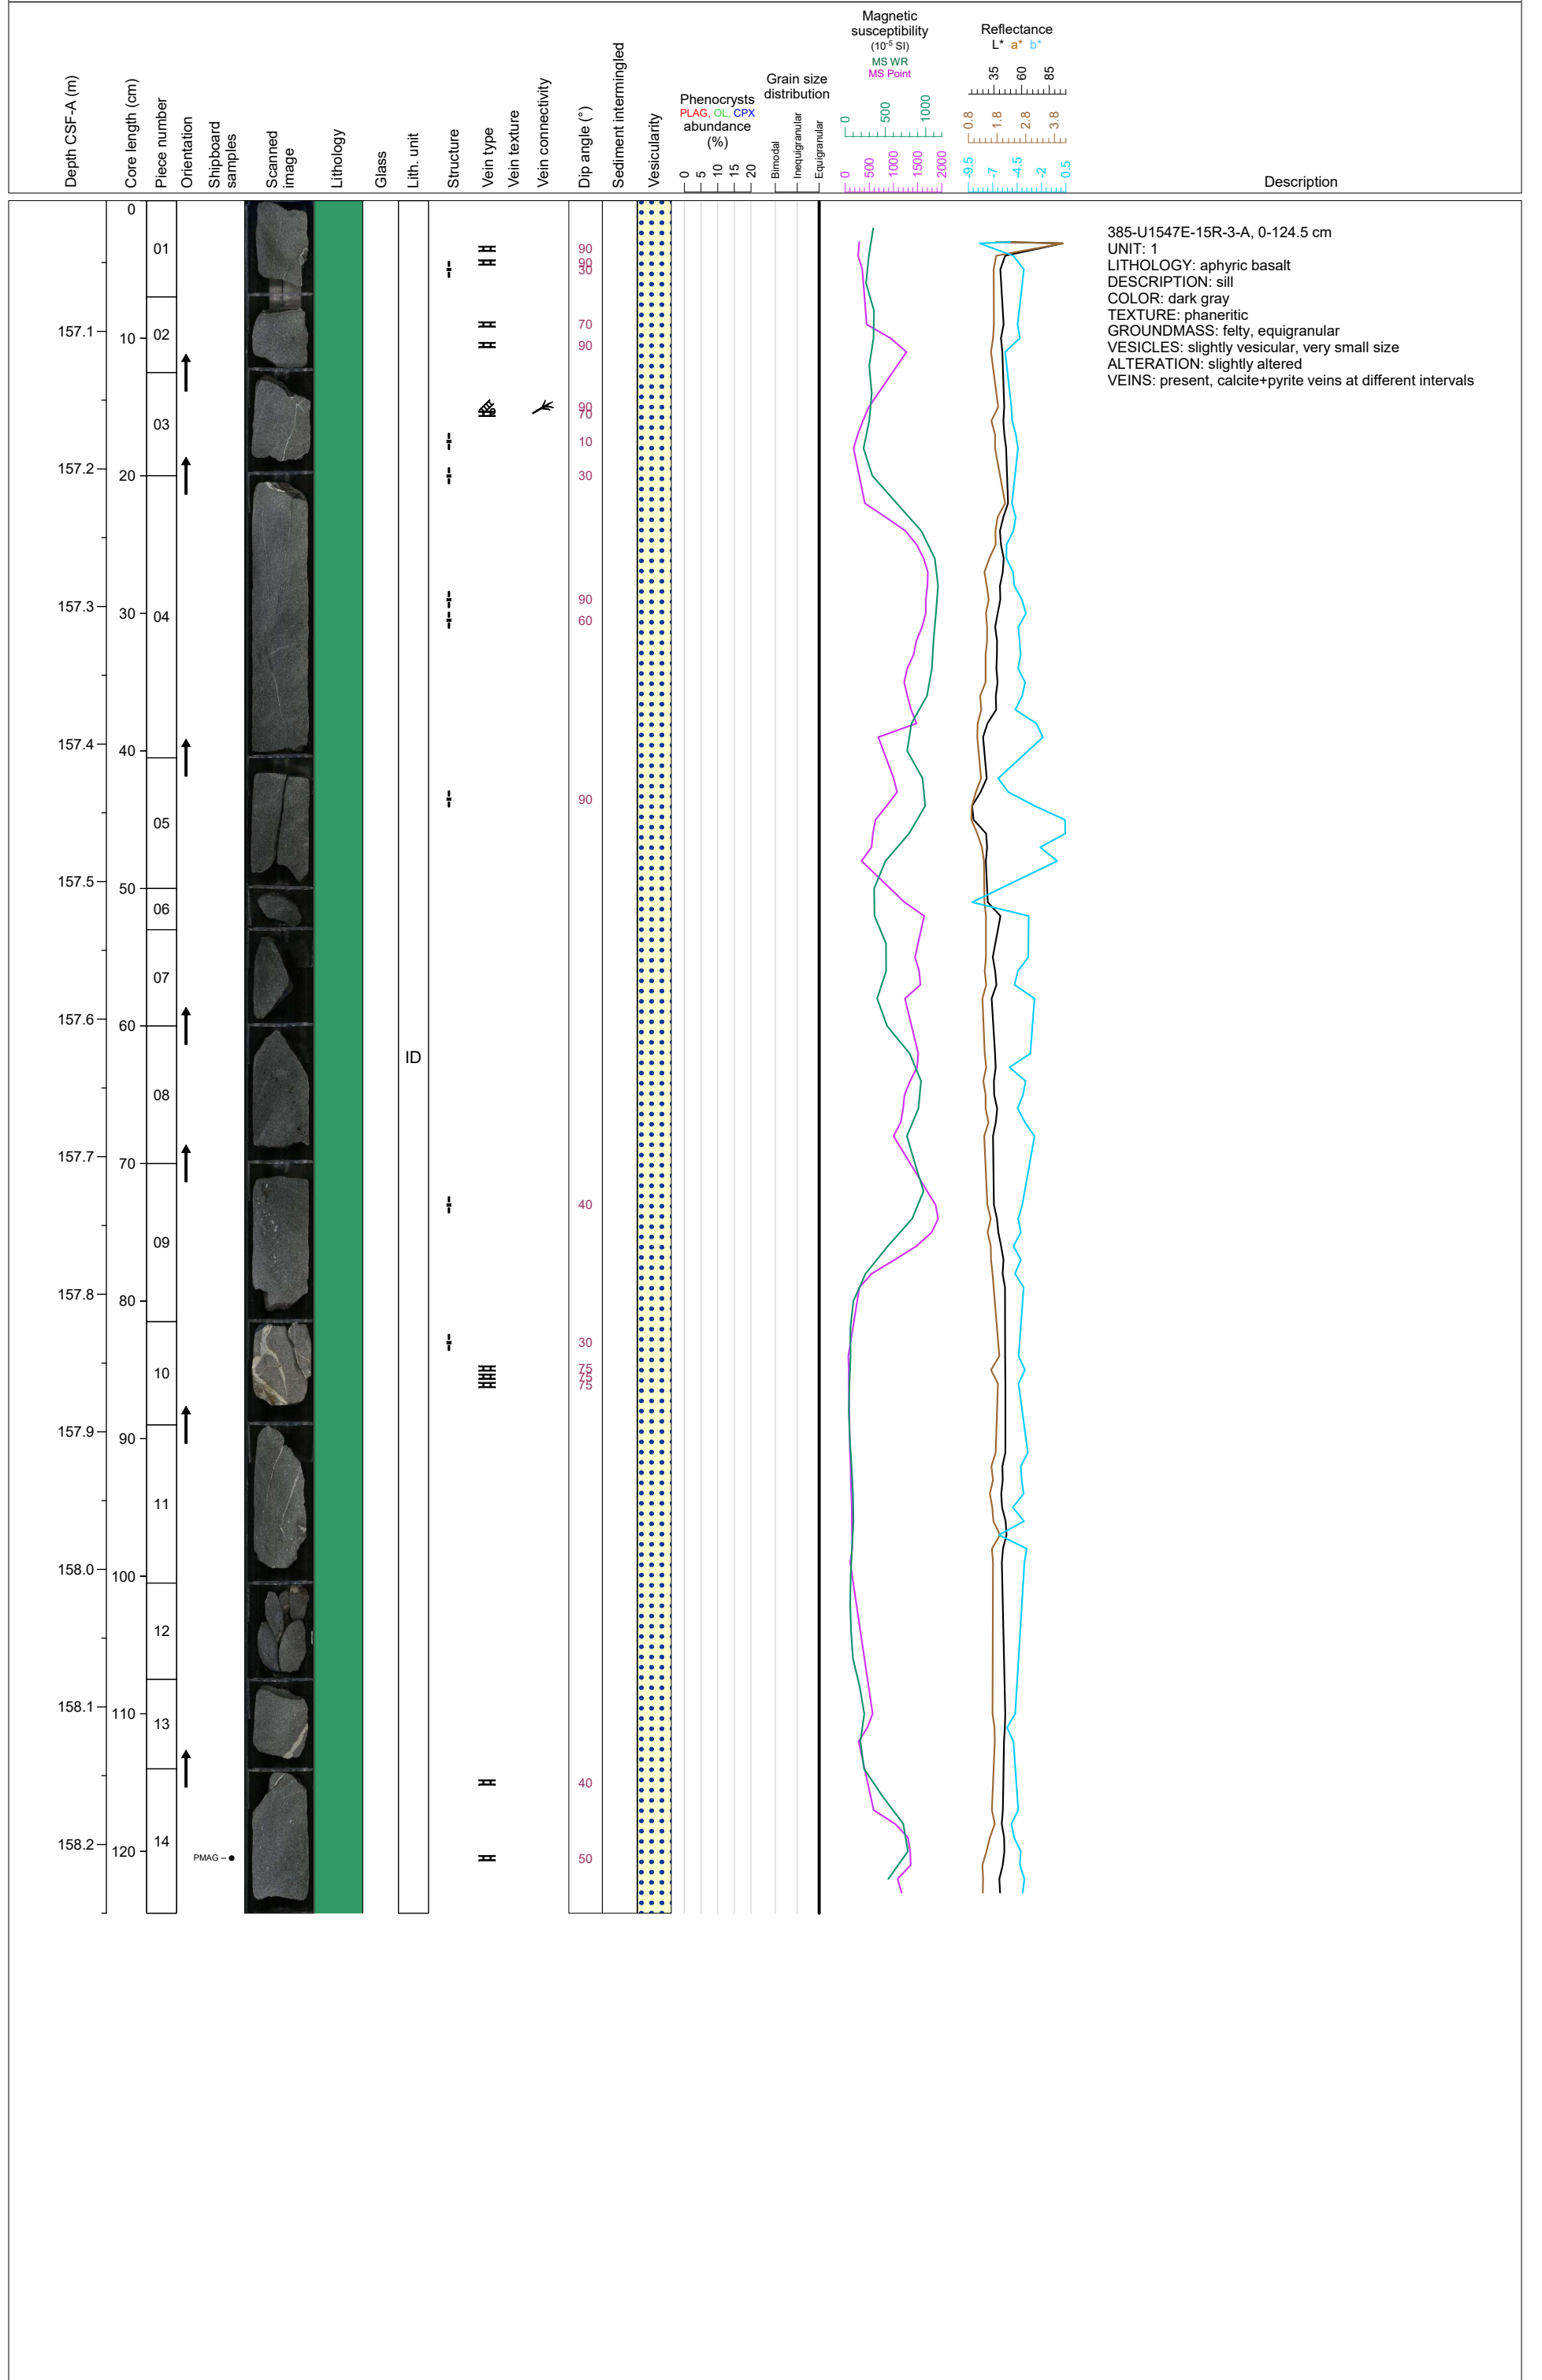 Depth CSF-A (m)
Core length (cm)
Piece number
Orientation
Shipboard
samples
Scanned
image
Lithology
Glass
Lith. unit
Structure
Vein type
Vein texture
Vein connectivity
Dip angle (°)
Sediment intermingled
Vesicularity
Phenocrysts
PLAG, OL, CPX
abundance
(%)
0 5 10 15 20
Grain size
distribution
Bimodal
Inequigranular
Equigranular
Magnetic
susceptibility
(10-5 SI)
MS WR
MS Point
0 500 1000
0 500 1000 1500 2000
Reflectance
L* a* b*
35 60 85
0.8 1.8 2.8 3.8
-9.5 -7 -4.5 -2 0.5
Description
0
01
90
90
30
385-U1547E-15R-3-A, 0-124.5 cm
UNIT: 1
LITHOLOGY: aphyric basalt
DESCRIPTION: sill
COLOR: dark gray
TEXTURE: phaneritic
GROUNDMASS: felty, equigranular
VESICLES: slightly vesicular, very small size
ALTERATION: slightly altered
VEINS: present, calcite+pyrite veins at different intervals
157.1
10
02
70
90
03
90
70
10
157.2
20
30
157.3
30
04
90
60
157.4
40
05
90
157.5
50
06
07
157.6
60
ID
08
157.7
70
40
09
157.8
80
30
10
75
75
75
157.9
90
11
158.0
100
12
158.1
110
13
40
158.2
120
14
PMAG
50